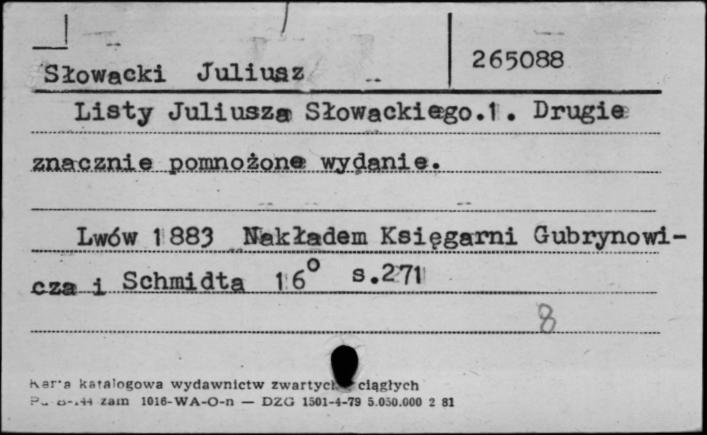 Słowacki Juliusz 265088
Listy Juliusza Słowackiego.1. Drugie
znacznie pomnożone wydanie.
Lwów 1883 Nakładem Księgarni Gubrynowi-
cza i Schmidta 16° s.271
8
Karta katalogowa wydawnictw zwartych ciągłych
zam 1016-WA-O-n — DZG 1501-4-79 5.050.000 2 81